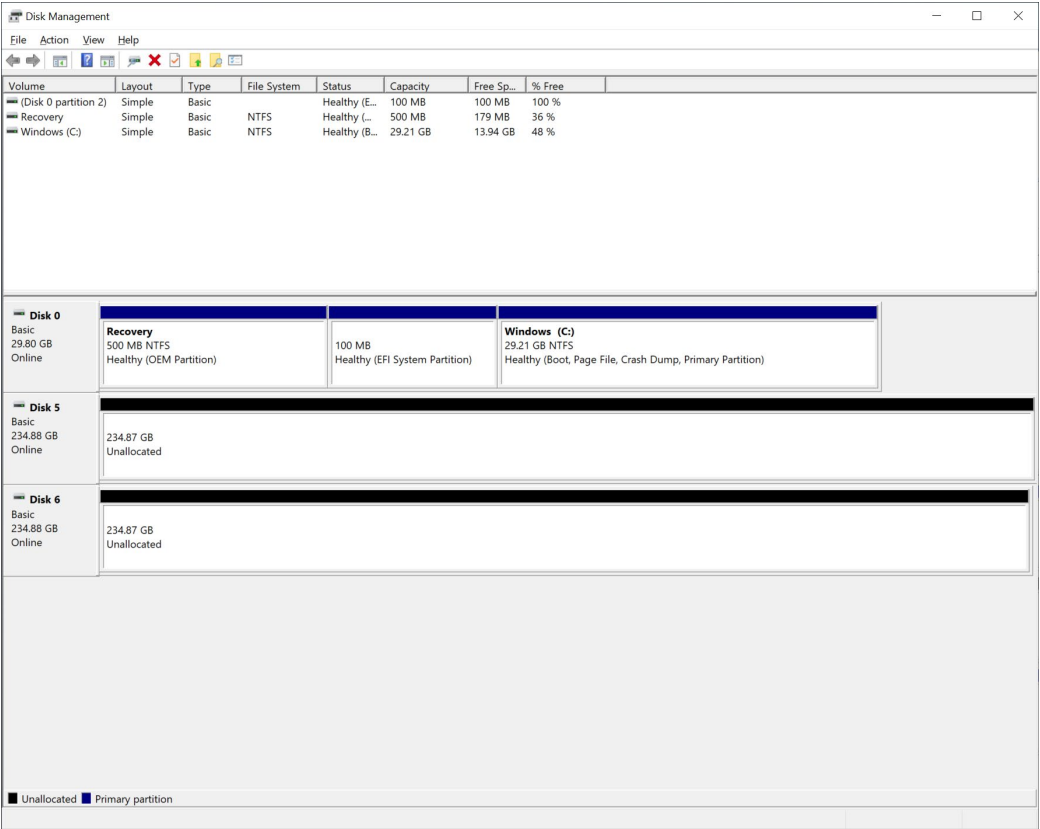 Disk Management
File Action View Help
Volume Layout Type File System Status Capacity Free Sp... % Free
(Disk 0 partition 2) Simple Basic Healthy (E... 100 MB 100 MB 100 %
Recovery Simple Basic NTFS Healthy (... 500 MB 179 MB 36 %
Windows (C:) Simple Basic NTFS Healthy (B... 29.21 GB 13.94 GB 48 %
Disk 0
Basic
29.80 GB
Online
Recovery
500 MB NTFS
Healthy (OEM Partition)
100 MB
Healthy (EFI System Partition)
Windows (C:)
29.21 GB NTFS
Healthy (Boot, Page File, Crash Dump, Primary Partition)
Disk 5
Basic
234.88 GB
Online
234.87 GB
Unallocated
Disk 6
Basic
234.88 GB
Online
234.87 GB
Unallocated
Unallocated Primary partition